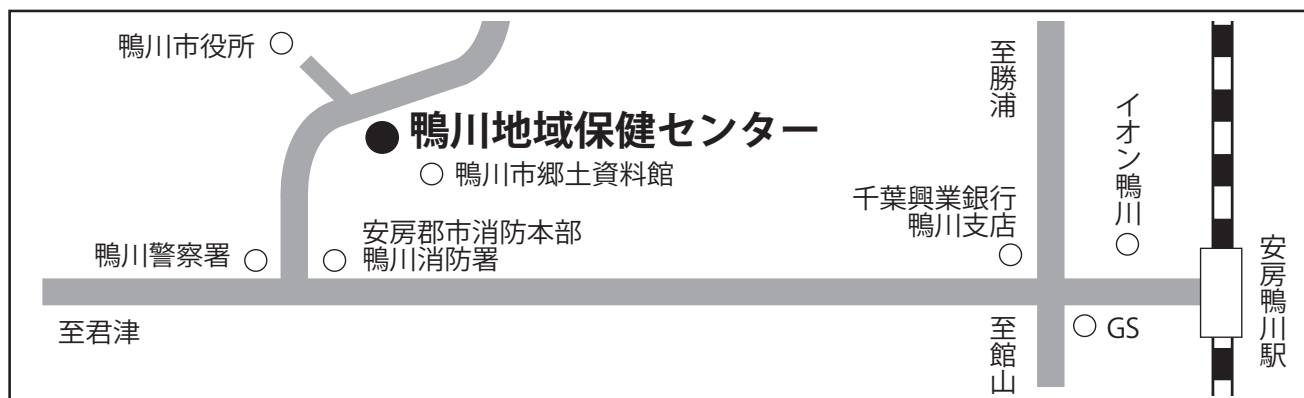 鴨川市役所
鴨川地域保健センター
鴨川市郷土資料館
安房郡市消防本部
鴨川消防署
鴨川警察署
至君津
至勝浦
イオン鴨川
千葉興業銀行
鴨川支店
至館山
GS
安房鴨川駅